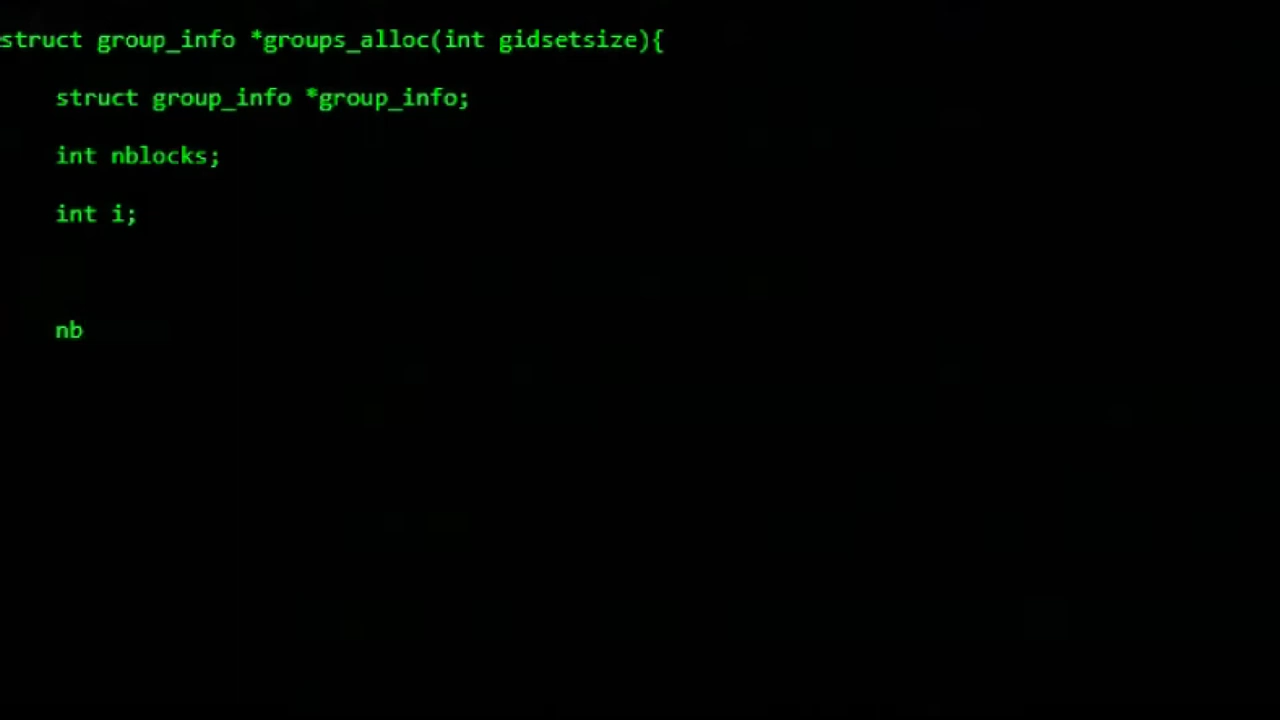 struct group_info *groups_alloc(int gidsetsize){
struct group_info *group_info;
int nblocks;
int i;
nb